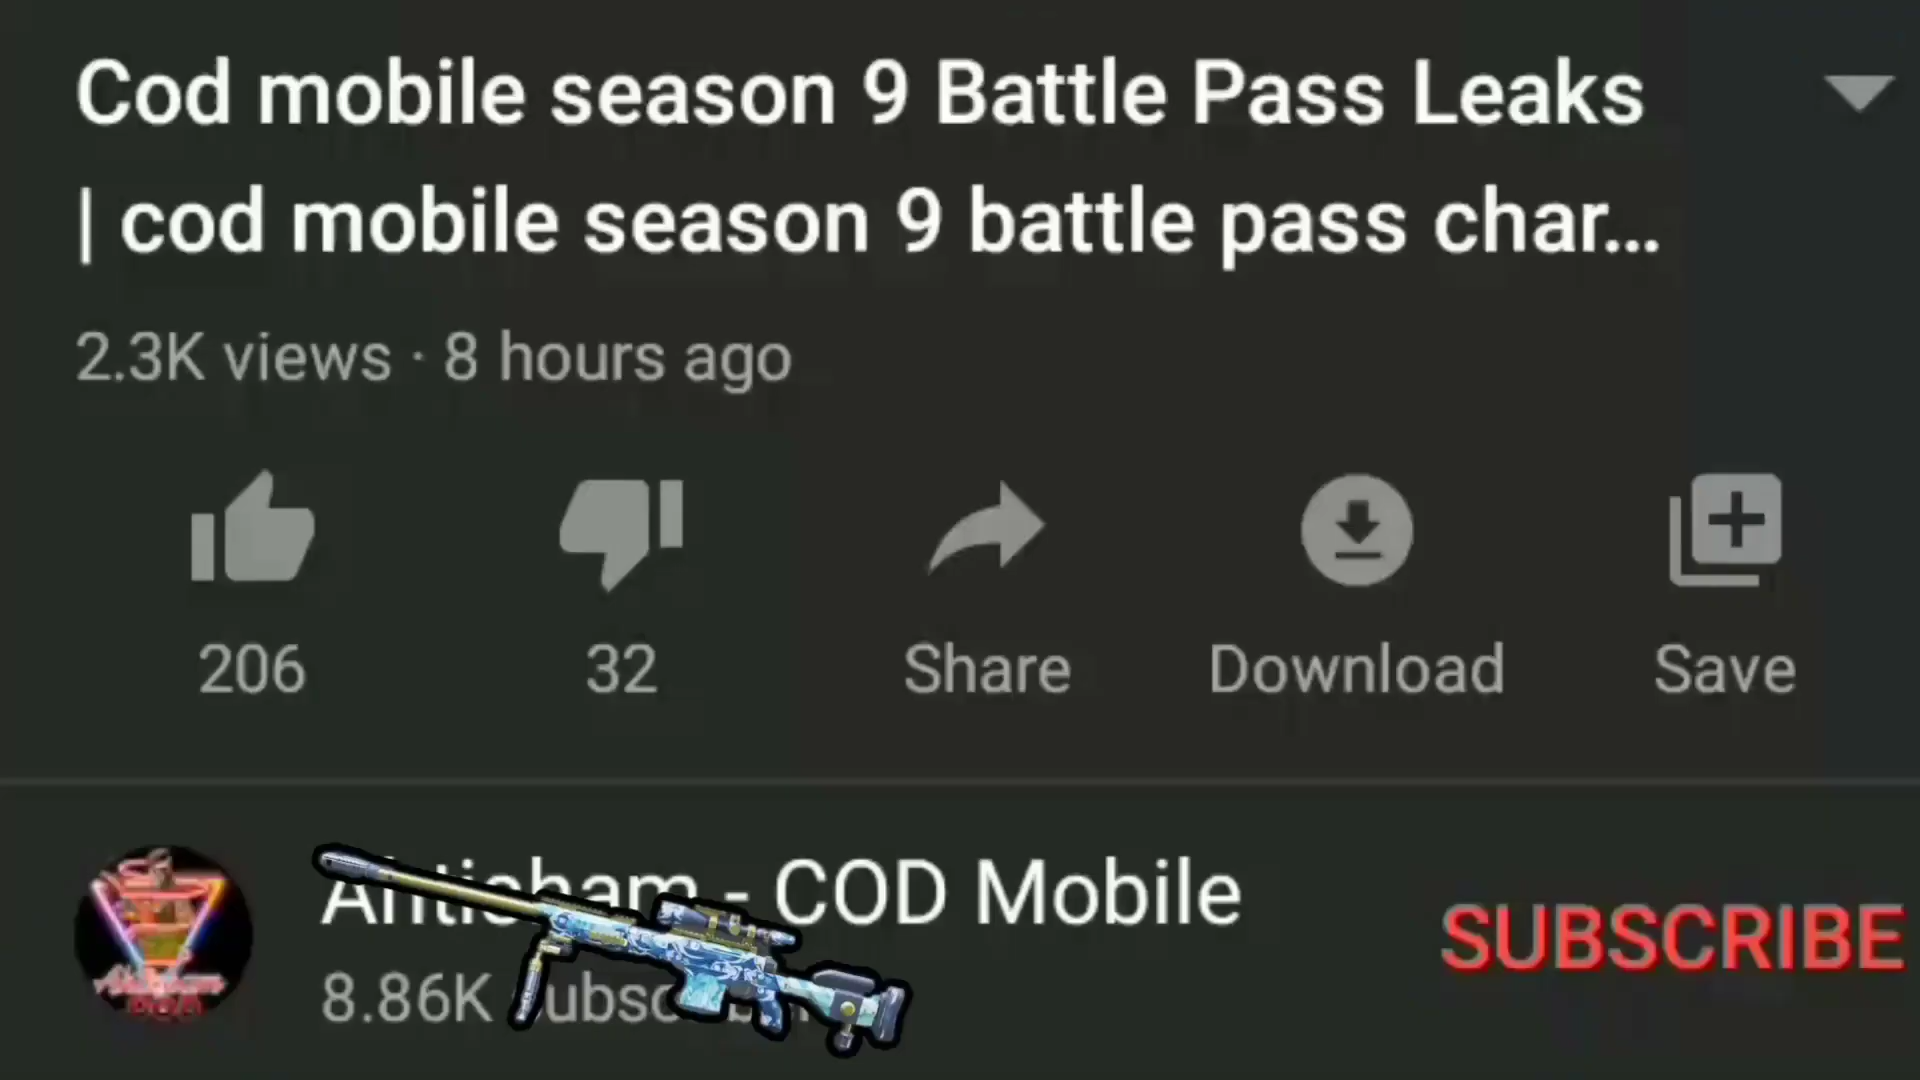 Cod mobile season 9 Battle Pass Leaks
| cod mobile season 9 battle pass char...
2.3K views · 8 hours ago
206
32
Share
Download
Save
- COD Mobile
SUBSCRIBE
8.86K